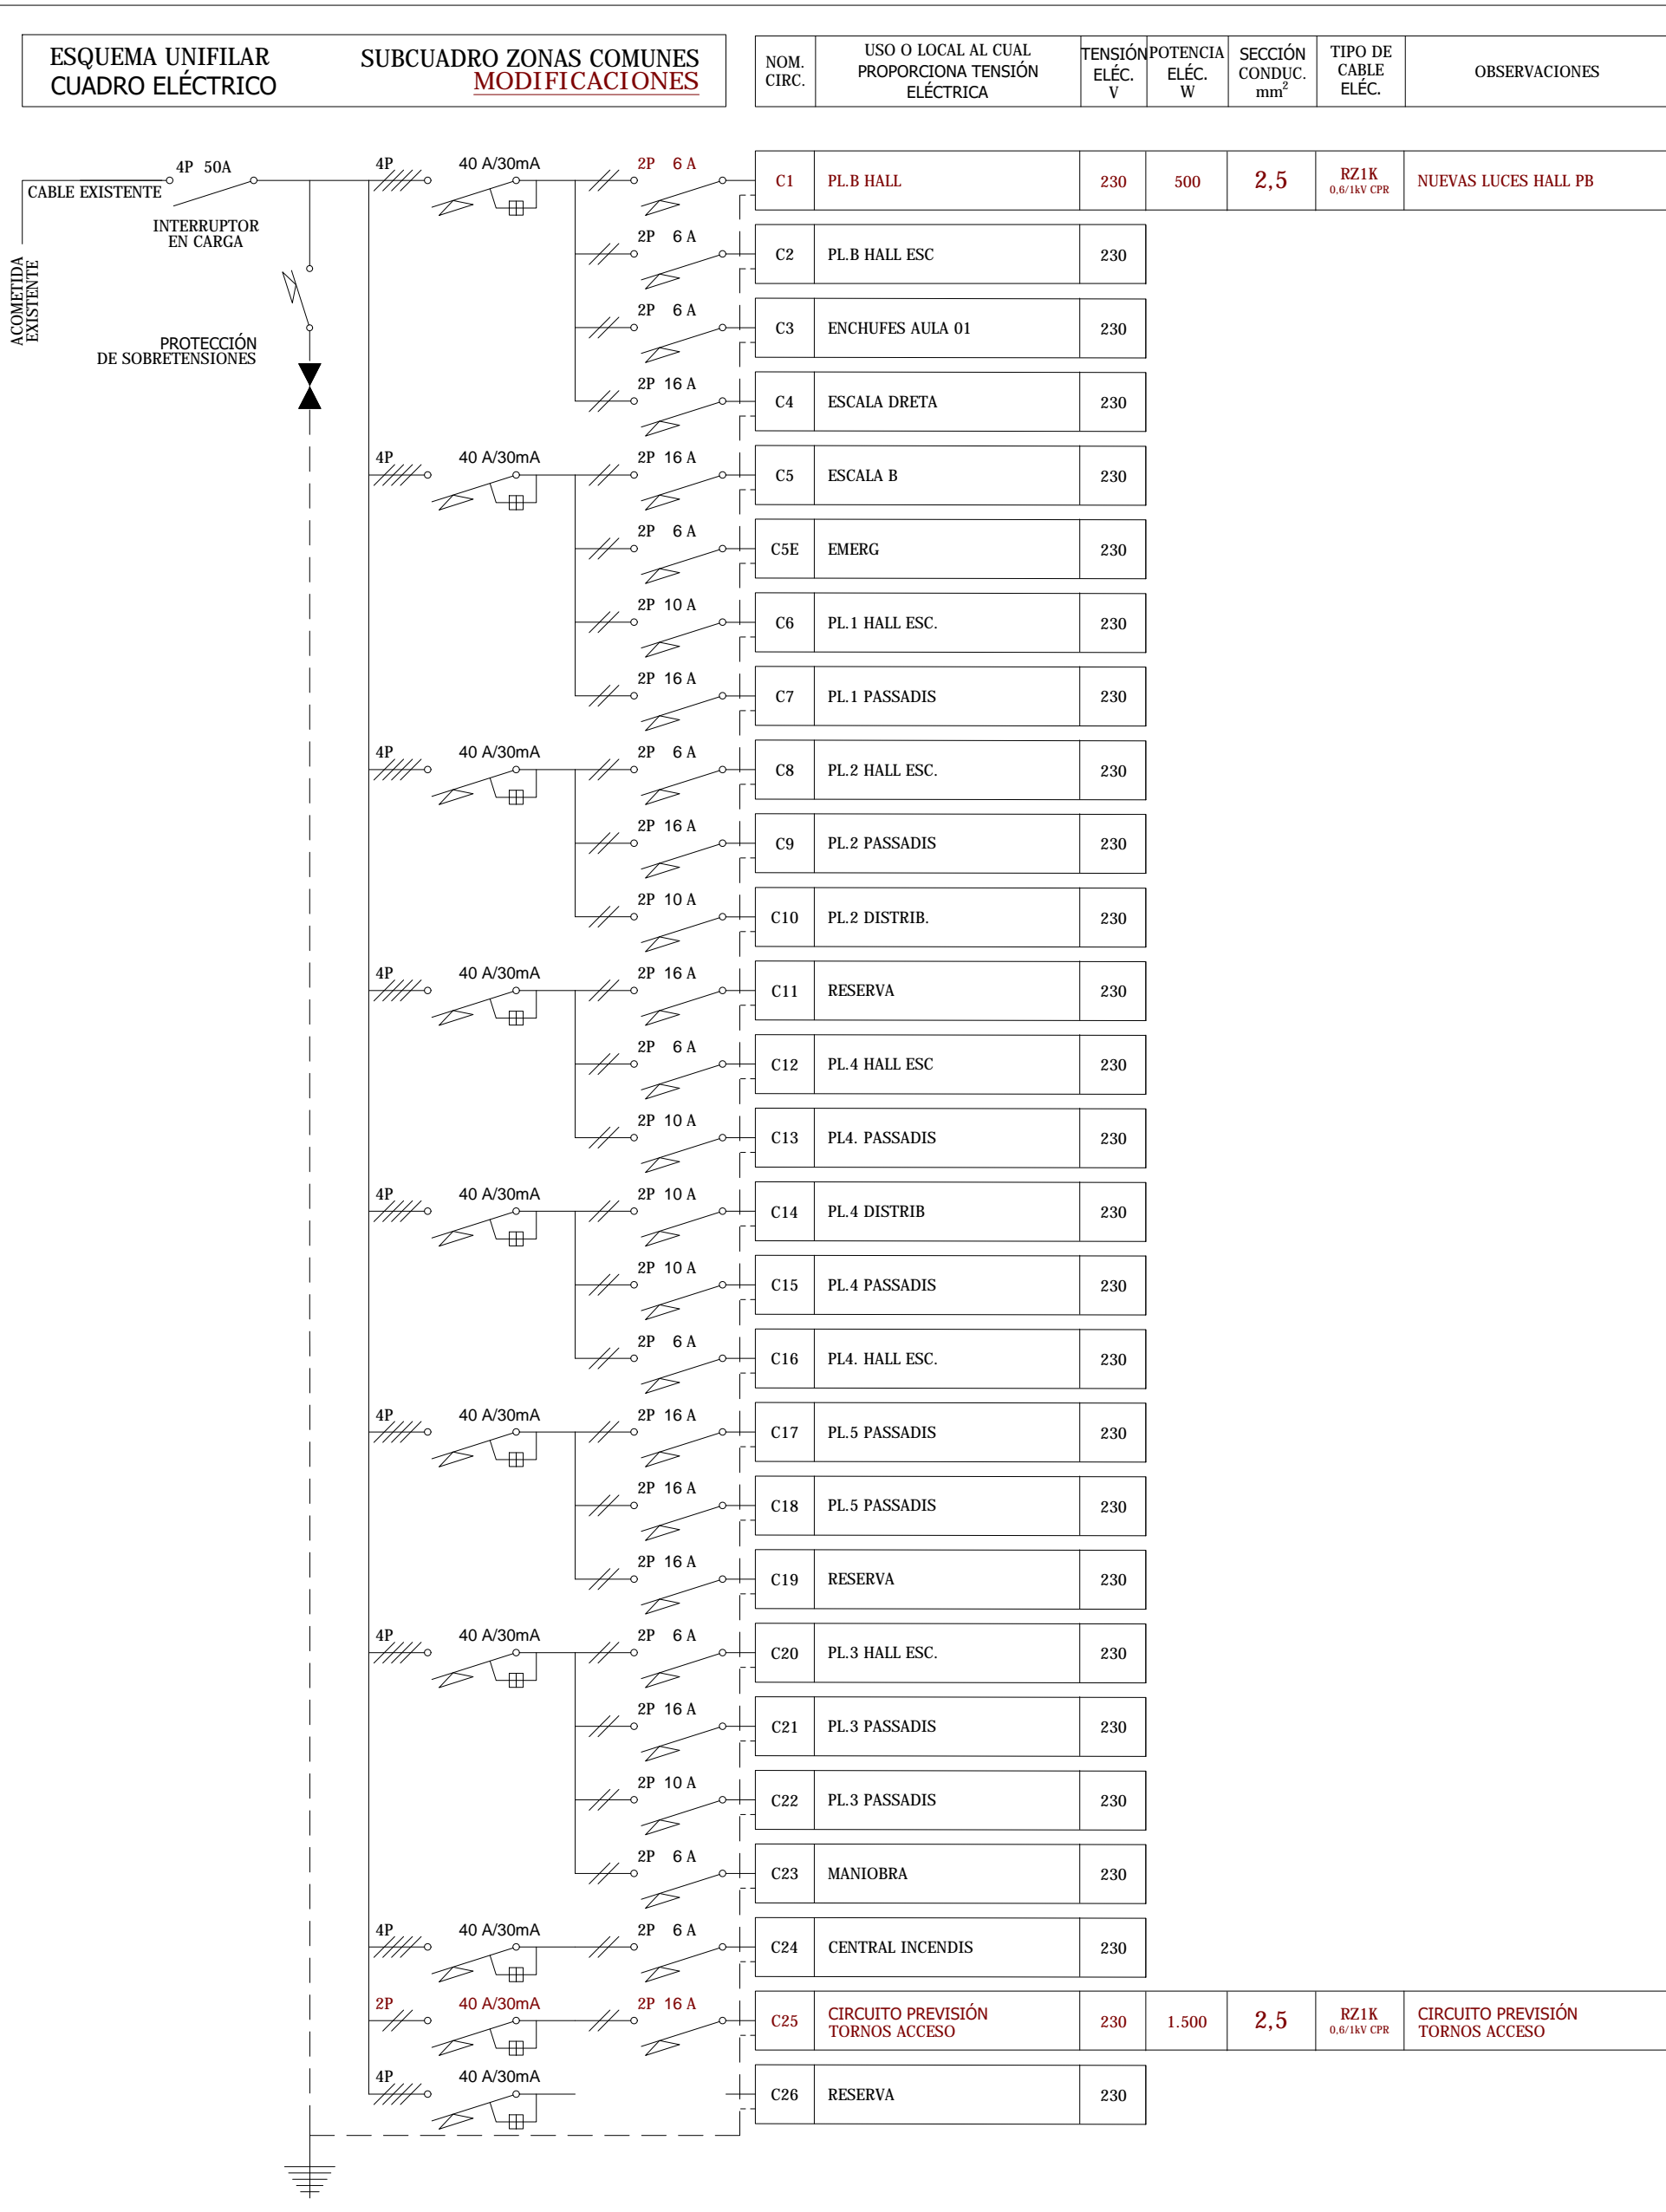 ESQUEMA UNIFILAR
CUADRO ELÉCTRICO
SUBCUADRO ZONAS COMUNES
MODIFICACIONES
NOM.
CIRC.
USO O LOCAL AL CUAL
PROPORCIONA TENSIÓN
ELÉCTRICA
TENSIÓN
ELÉC.
V
POTENCIA
ELÉC.
W
SECCIÓN
CONDUC.
mm²
TIPO DE
CABLE
ELÉC.
OBSERVACIONES
4P 50A
CABLE EXISTENTE
INTERRUPTOR
EN CARGA
ACOMETIDA
EXISTENTE
PROTECCIÓN
DE SOBRETENSIONES
4P 40 A/30mA 2P 6 A C1 PL.B HALL 230 500 2,5 RZ1K
0,6/1kV CPR
NUEVAS LUCES HALL PB
2P 6 A C2 PL.B HALL ESC 230
2P 6 A C3 ENCHUFES AULA 01 230
2P 16 A C4 ESCALA DRETA 230
4P 40 A/30mA 2P 16 A C5 ESCALA B 230
2P 6 A C5E EMERG 230
2P 10 A C6 PL.1 HALL ESC. 230
2P 16 A C7 PL.1 PASSADIS 230
4P 40 A/30mA 2P 6 A C8 PL.2 HALL ESC. 230
2P 16 A C9 PL.2 PASSADIS 230
2P 10 A C10 PL.2 DISTRIB. 230
4P 40 A/30mA 2P 16 A C11 RESERVA 230
2P 6 A C12 PL.4 HALL ESC 230
2P 10 A C13 PL4. PASSADIS 230
4P 40 A/30mA 2P 10 A C14 PL.4 DISTRIB 230
2P 10 A C15 PL.4 PASSADIS 230
2P 6 A C16 PL4. HALL ESC. 230
4P 40 A/30mA 2P 16 A C17 PL.5 PASSADIS 230
2P 16 A C18 PL.5 PASSADIS 230
2P 16 A C19 RESERVA 230
4P 40 A/30mA 2P 6 A C20 PL.3 HALL ESC. 230
2P 16 A C21 PL.3 PASSADIS 230
2P 10 A C22 PL.3 PASSADIS 230
2P 6 A C23 MANIOBRA 230
4P 40 A/30mA 2P 6 A C24 CENTRAL INCENDIS 230
2P 40 A/30mA 2P 16 A C25 CIRCUITO PREVISIÓN
TORNOS ACCESO
230 1.500 2,5 RZ1K
0,6/1kV CPR
CIRCUITO PREVISIÓN
TORNOS ACCESO
4P 40 A/30mA C26 RESERVA 230